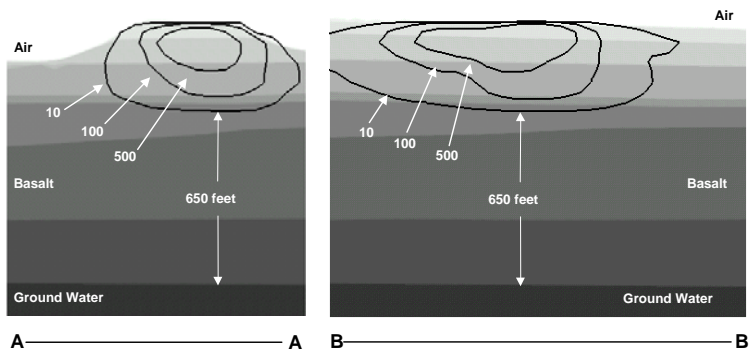 Air
10
100
500
650 feet
Basalt
Ground Water
A A
Air
10
100
500
650 feet
Basalt
Ground Water
B B